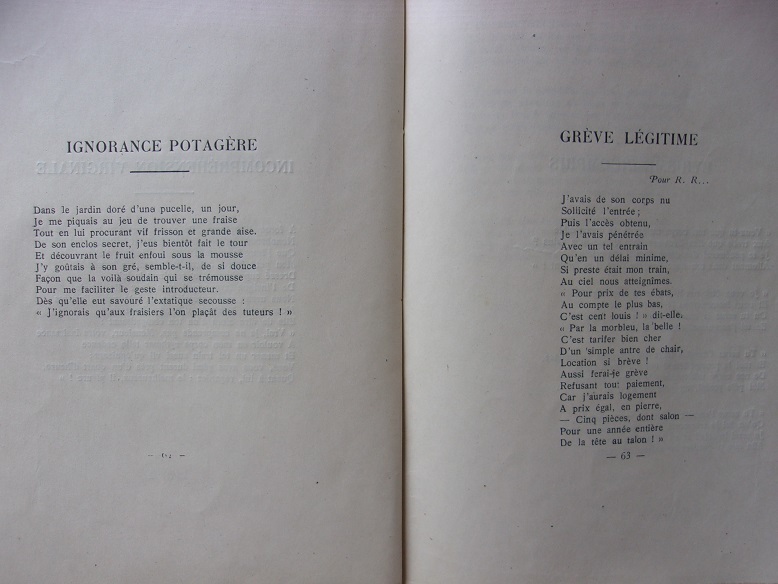 IGNORANCE POTAGÈRE
Dans le jardin doré d'une pucelle, un jour,
Je me piquais au jeu de trouver une fraise
Tout en lui procurant vif frisson et grande aise.
De son enclos secret, j'eus bientôt fait le tour
Et découvrant le fruit enfoui sous la mousse
J'y goûtais à son gré, semble-t-il, de si douce
Façon que la voilà soudain qui se trémousse
Pour me faciliter le geste introducteur.
Dès qu'elle eut savouré l'extatique secousse :
« J'ignorais qu'aux fraisiers l'on plaçât des tuteurs ! »
GRÈVE LÉGITIME
Pour R. R...
J'avais de son corps nu
Sollicité l'entrée ;
Puis l'accès obtenu,
Je l'avais pénétrée
Avec un tel entrain
Qu'en un délai minime,
Si preste était mon train,
Au ciel nous atteignîmes.
« Pour prix de tes ébats,
Au compte le plus bas,
C'est cent louis ! » dit-elle.
« Par la morbleu, la belle !
C'est tarifer bien cher
D'un simple antre de chair,
Location si brève !
Aussi ferai-je grève
Refusant tout paiement,
Car j'aurais logement
A prix égal, en pierre,
— Cinq pièces, dont salon —
Pour une année entière
De la tête au talon ! »
— 63 —